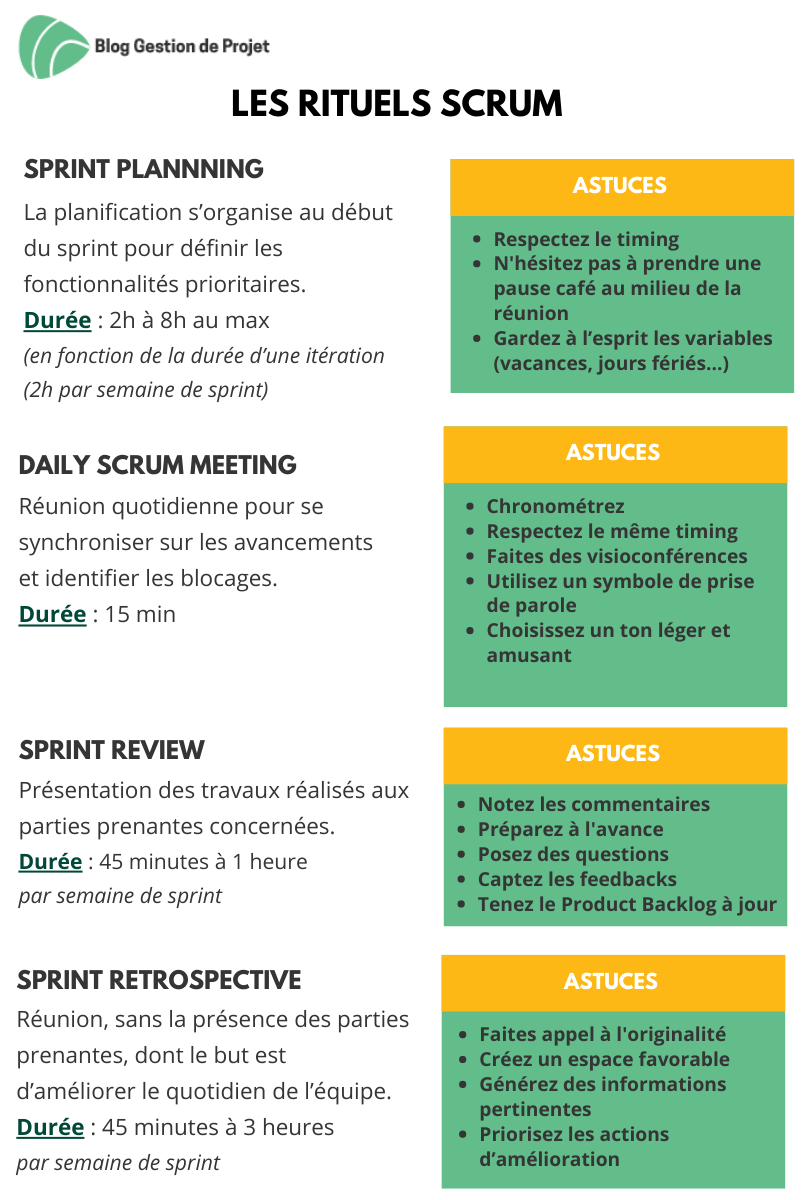 Blog Gestion de Projet
LES RITUELS SCRUM
SPRINT PLANNNING
La planification s’organise au début
du sprint pour définir les
fonctionnalités prioritaires.
Durée : 2h à 8h au max
(en fonction de la durée d’une itération
(2h par semaine de sprint)
ASTUCES
• Respectez le timing
• N'hésitez pas à prendre une
pause café au milieu de la
réunion
• Gardez à l’esprit les variables
(vacances, jours fériés...)
DAILY SCRUM MEETING
Réunion quotidienne pour se
synchroniser sur les avancements
et identifier les blocages.
Durée : 15 min
ASTUCES
• Chronométrez
• Respectez le même timing
• Faites des visioconférences
• Utilisez un symbole de prise
de parole
• Choisissez un ton léger et
amusant
SPRINT REVIEW
Présentation des travaux réalisés aux
parties prenantes concernées.
Durée : 45 minutes à 1 heure
par semaine de sprint
ASTUCES
• Notez les commentaires
• Préparez à l'avance
• Posez des questions
• Captez les feedbacks
• Tenez le Product Backlog à jour
SPRINT RETROSPECTIVE
Réunion, sans la présence des parties
prenantes, dont le but est
d’améliorer le quotidien de l’équipe.
Durée : 45 minutes à 3 heures
par semaine de sprint
ASTUCES
• Faites appel à l'originalité
• Créez un espace favorable
• Générez des informations
pertinentes
• Priorisez les actions
d’amélioration